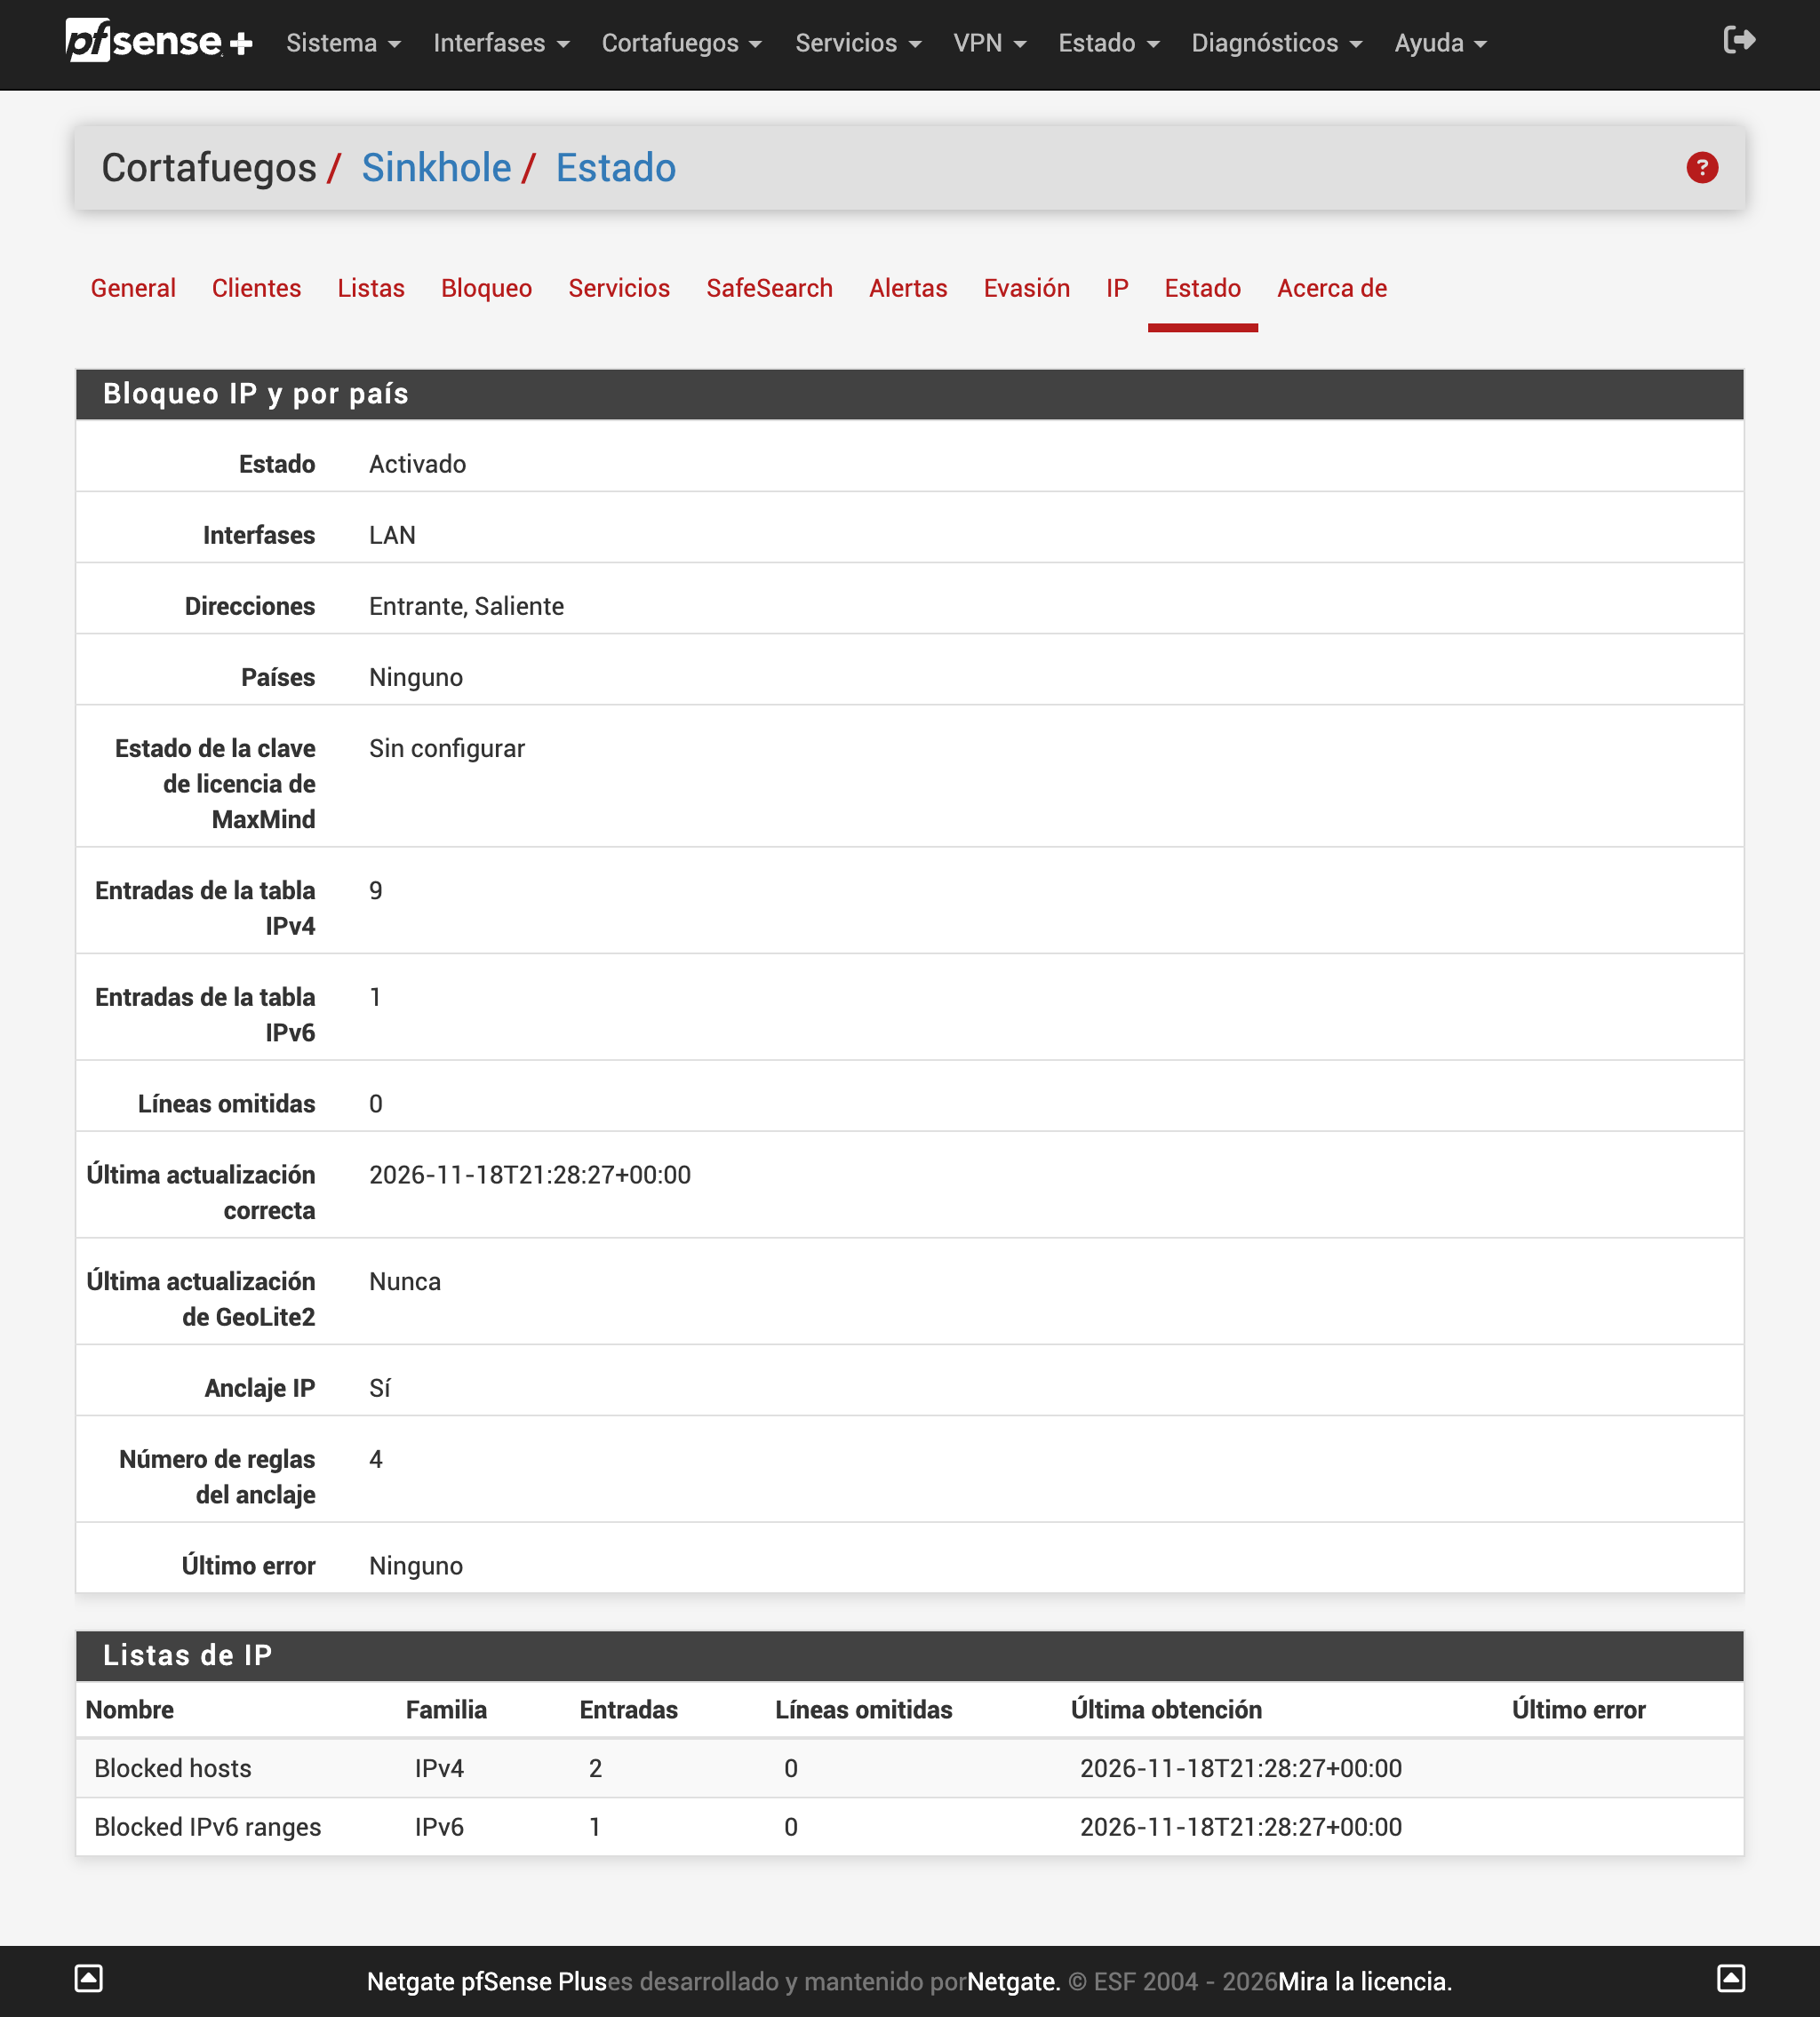 pfsense+ Sistema Interfases Cortafuegos Servicios VPN Estado Diagnósticos Ayuda
Cortafuegos / Sinkhole / Estado
General Clientes Listas Bloqueo Servicios SafeSearch Alertas Evasión IP Estado Acerca de
Bloqueo IP y por país
Estado Activado
Interfases LAN
Direcciones Entrante, Saliente
Países Ninguno
Estado de la clave Sin configurar
de licencia de
MaxMind
Entradas de la tabla 9
IPv4
Entradas de la tabla 1
IPv6
Líneas omitidas 0
Última actualización 2026-11-18T21:28:27+00:00
correcta
Última actualización Nunca
de GeoLite2
Anclaje IP Sí
Número de reglas 4
del anclaje
Último error Ninguno
Listas de IP
Nombre Familia Entradas Líneas omitidas Última obtención Último error
Blocked hosts IPv4 2 0 2026-11-18T21:28:27+00:00
Blocked IPv6 ranges IPv6 1 0 2026-11-18T21:28:27+00:00
Netgate pfSense Pluses desarrollado y mantenido porNetgate. © ESF 2004 - 2026Mira la licencia.